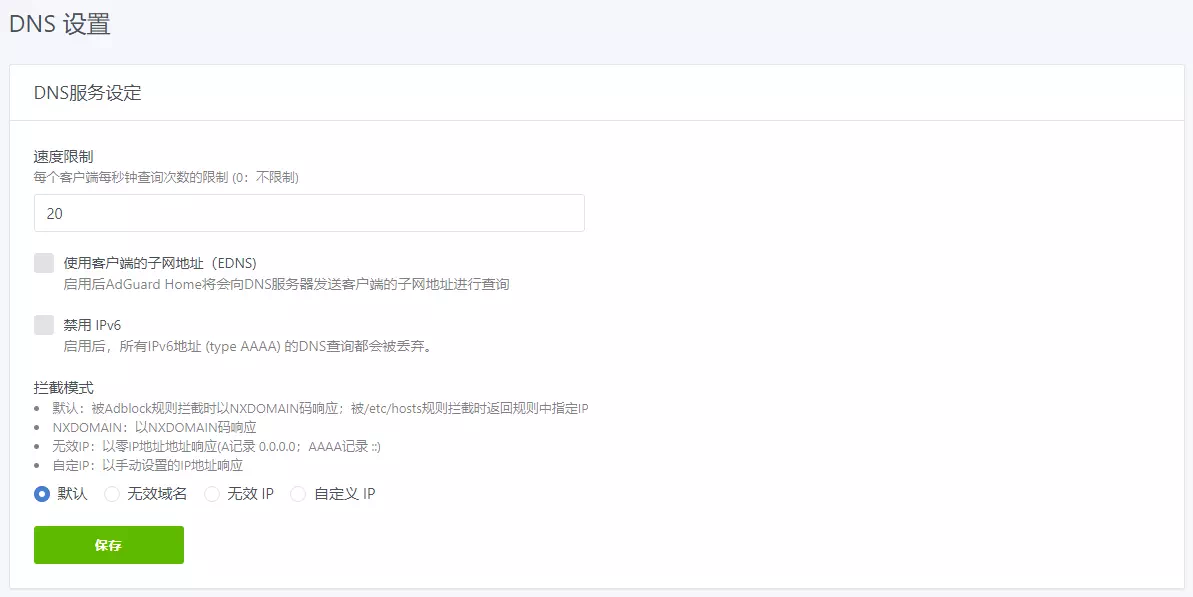 DNS 设置
DNS服务设定
速度限制
每个客户端每秒钟查询次数的限制 (0：不限制)
20
使用客户端的子网地址（EDNS)
启用后AdGuard Home将会向DNS服务器发送客户端的子网地址进行查询
禁用 IPv6
启用后，所有IPv6地址 (type AAAA) 的DNS查询都会被丢弃。
拦截模式
• 默认：被Adblock规则拦截时以NXDOMAIN码响应；被/etc/hosts规则拦截时返回规则中指定IP
• NXDOMAIN：以NXDOMAIN码响应
• 无效IP：以零IP地址地址响应(A记录 0.0.0.0；AAAA记录 ::)
• 自定IP：以手动设置的IP地址响应
默认 无效域名 无效 IP 自定义 IP
保存